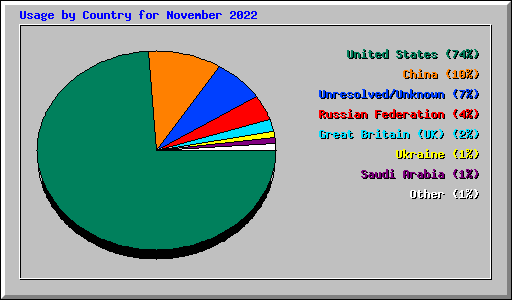 Usage by Country for November 2022
United States (74%)
China (10%)
Unresolved/Unknown (7%)
Russian Federation (4%)
Great Britain (UK) (2%)
Ukraine (1%)
Saudi Arabia (1%)
Other (1%)